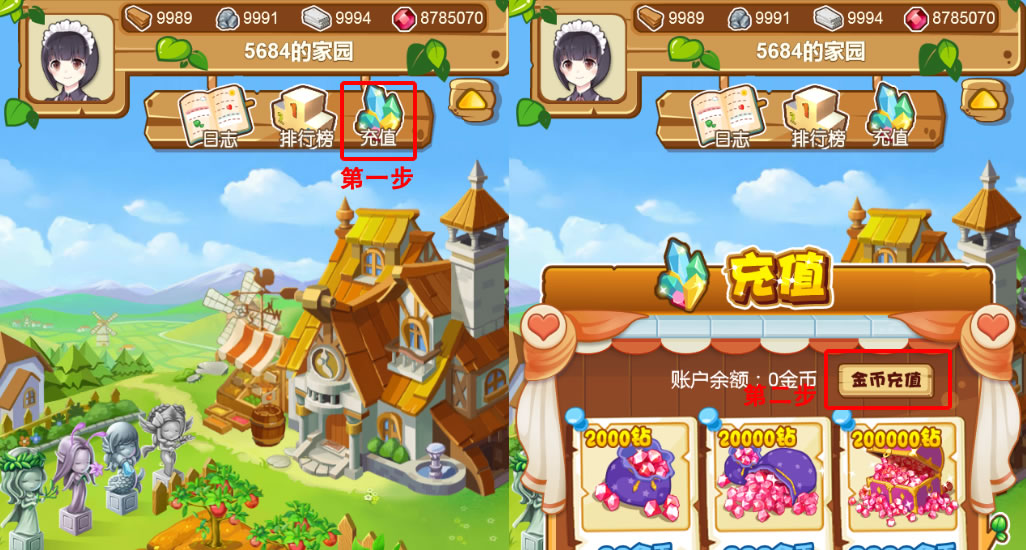 9989 9991 9994 8785070
5684的家园
日志 排行榜 充值
第一步
9989 9991 9994 8785070
5684的家园
日志 排行榜 充值
充值
账户余额：0金币 金币充值
第二步
2000钻 20000钻 200000钻